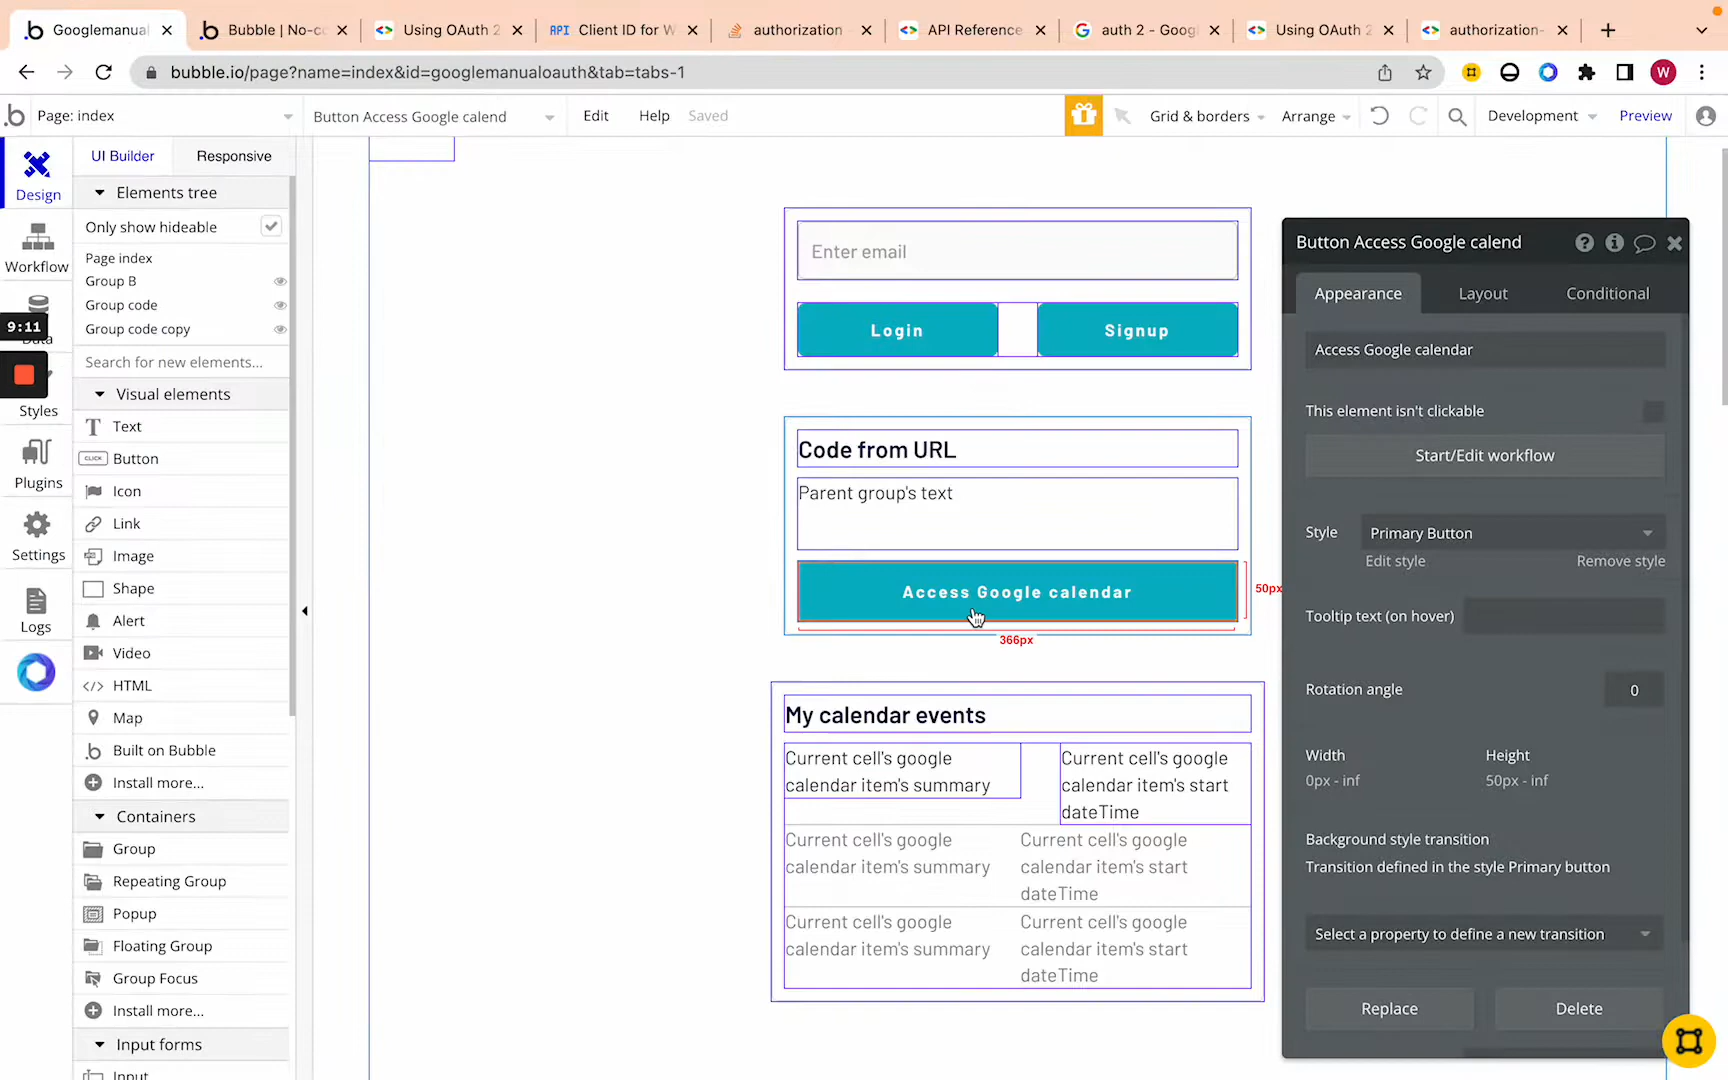 Googlemanual
Bubble | No-co
Using OAuth 2
API Client ID for W
authorization
API Reference
auth 2 - Googl
Using OAuth 2
authorization-
bubble.io/page?name=index&id=googlemanualoauth&tab=tabs-1
W
Page: index
Button Access Google calend
Edit
Help
Saved
Grid & borders
Arrange
Development
Preview
Design
Workflow
9:11
Data
Styles
Plugins
Settings
Logs
UI Builder
Responsive
Elements tree
Only show hideable
Page index
Group B
Group code
Group code copy
Search for new elements...
Visual elements
Text
CLICK Button
Icon
Link
Image
Shape
Alert
Video
</> HTML
Map
Built on Bubble
Install more...
Containers
Group
Repeating Group
Popup
Floating Group
Group Focus
Install more...
Input forms
Input
Enter email
Login
Signup
Code from URL
Parent group's text
Access Google calendar
50px
366px
My calendar events
Current cell's google
calendar item's summary
Current cell's google
calendar item's start
dateTime
Current cell's google
calendar item's summary
Current cell's google
calendar item's start
dateTime
Current cell's google
calendar item's summary
Current cell's google
calendar item's start
dateTime
Button Access Google calend
Appearance
Layout
Conditional
Access Google calendar
This element isn't clickable
Start/Edit workflow
Style
Primary Button
Edit style
Remove style
Tooltip text (on hover)
Rotation angle
0
Width
Height
0px - inf
50px - inf
Background style transition
Transition defined in the style Primary button
Select a property to define a new transition
Replace
Delete